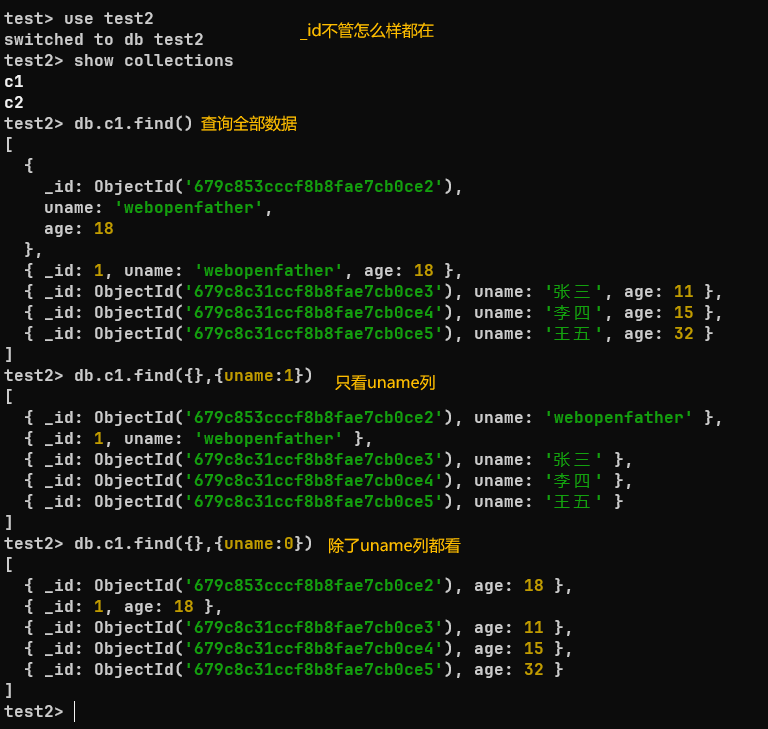 test> use test2
switched to db test2
_id不管怎么样都在
test2> show collections
c1
c2
test2> db.c1.find() 查询全部数据
[
  {
    _id: ObjectId('679c853cccf8b8fae7cb0ce2'),
    uname: 'webopenfather',
    age: 18
  },
  { _id: 1, uname: 'webopenfather', age: 18 },
  { _id: ObjectId('679c8c31ccf8b8fae7cb0ce3'), uname: '张三', age: 11 },
  { _id: ObjectId('679c8c31ccf8b8fae7cb0ce4'), uname: '李四', age: 15 },
  { _id: ObjectId('679c8c31ccf8b8fae7cb0ce5'), uname: '王五', age: 32 }
]
test2> db.c1.find({},{uname:1}) 只看uname列
[
  { _id: ObjectId('679c853cccf8b8fae7cb0ce2'), uname: 'webopenfather' },
  { _id: 1, uname: 'webopenfather' },
  { _id: ObjectId('679c8c31ccf8b8fae7cb0ce3'), uname: '张三' },
  { _id: ObjectId('679c8c31ccf8b8fae7cb0ce4'), uname: '李四' },
  { _id: ObjectId('679c8c31ccf8b8fae7cb0ce5'), uname: '王五' }
]
test2> db.c1.find({},{uname:0}) 除了uname列都看
[
  { _id: ObjectId('679c853cccf8b8fae7cb0ce2'), age: 18 },
  { _id: 1, age: 18 },
  { _id: ObjectId('679c8c31ccf8b8fae7cb0ce3'), age: 11 },
  { _id: ObjectId('679c8c31ccf8b8fae7cb0ce4'), age: 15 },
  { _id: ObjectId('679c8c31ccf8b8fae7cb0ce5'), age: 32 }
]
test2>